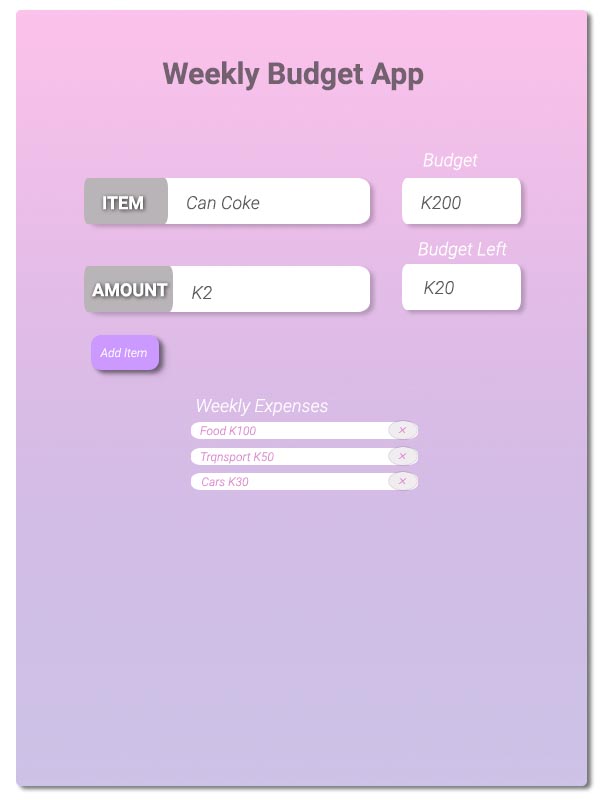 Weekly Budget App
Budget
ITEM Can Coke K200
Budget Left
AMOUNT K2 K20
Add Item
Weekly Expenses
Food K100 ×
Trqnsport K50 ×
Cars K30 ×